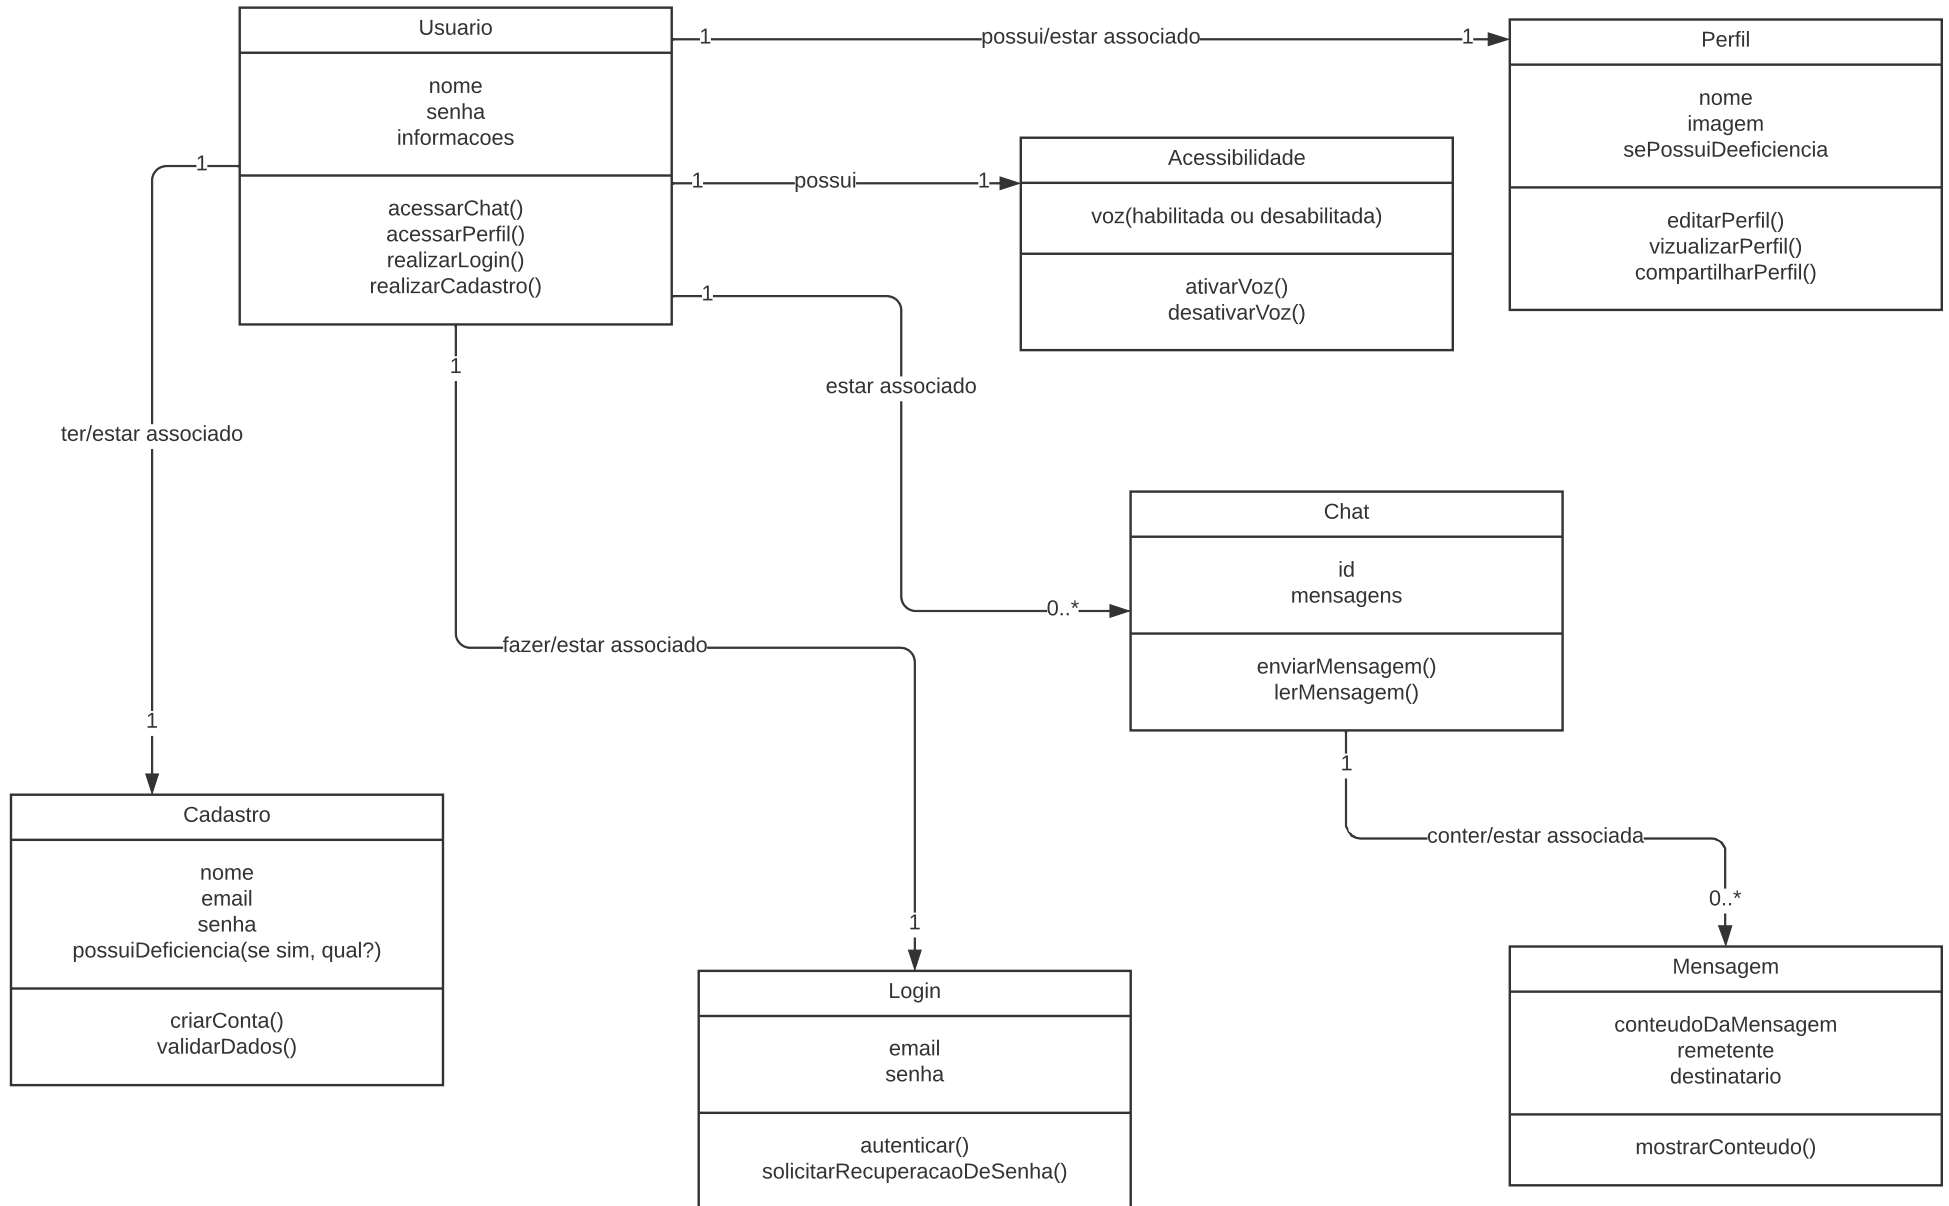 Usuario
nome
senha
informacoes
acessarChat()
acessarPerfil()
realizarLogin()
realizarCadastro()
1
possui/estar associado
1
Perfil
nome
imagem
sePossuiDeeficiencia
editarPerfil()
vizualizarPerfil()
compartilharPerfil()
1
possui
1
Acessibilidade
voz(habilitada ou desabilitada)
ativarVoz()
desativarVoz()
1
estar associado
0..*
Chat
id
mensagens
enviarMensagem()
lerMensagem()
1
ter/estar associado
1
Cadastro
nome
email
senha
possuiDeficiencia(se sim, qual?)
criarConta()
validarDados()
1
fazer/estar associado
1
Login
email
senha
autenticar()
solicitarRecuperacaoDeSenha()
1
conter/estar associada
0..*
Mensagem
conteudoDaMensagem
remetente
destinatario
mostrarConteudo()